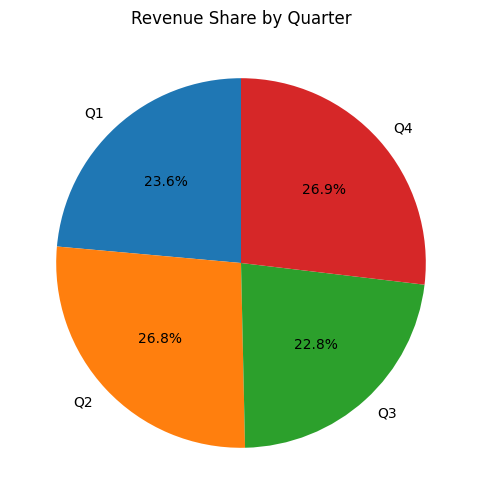 Revenue Share by Quarter
Q1
23.6%
Q4
26.9%
26.8%
Q2
22.8%
Q3